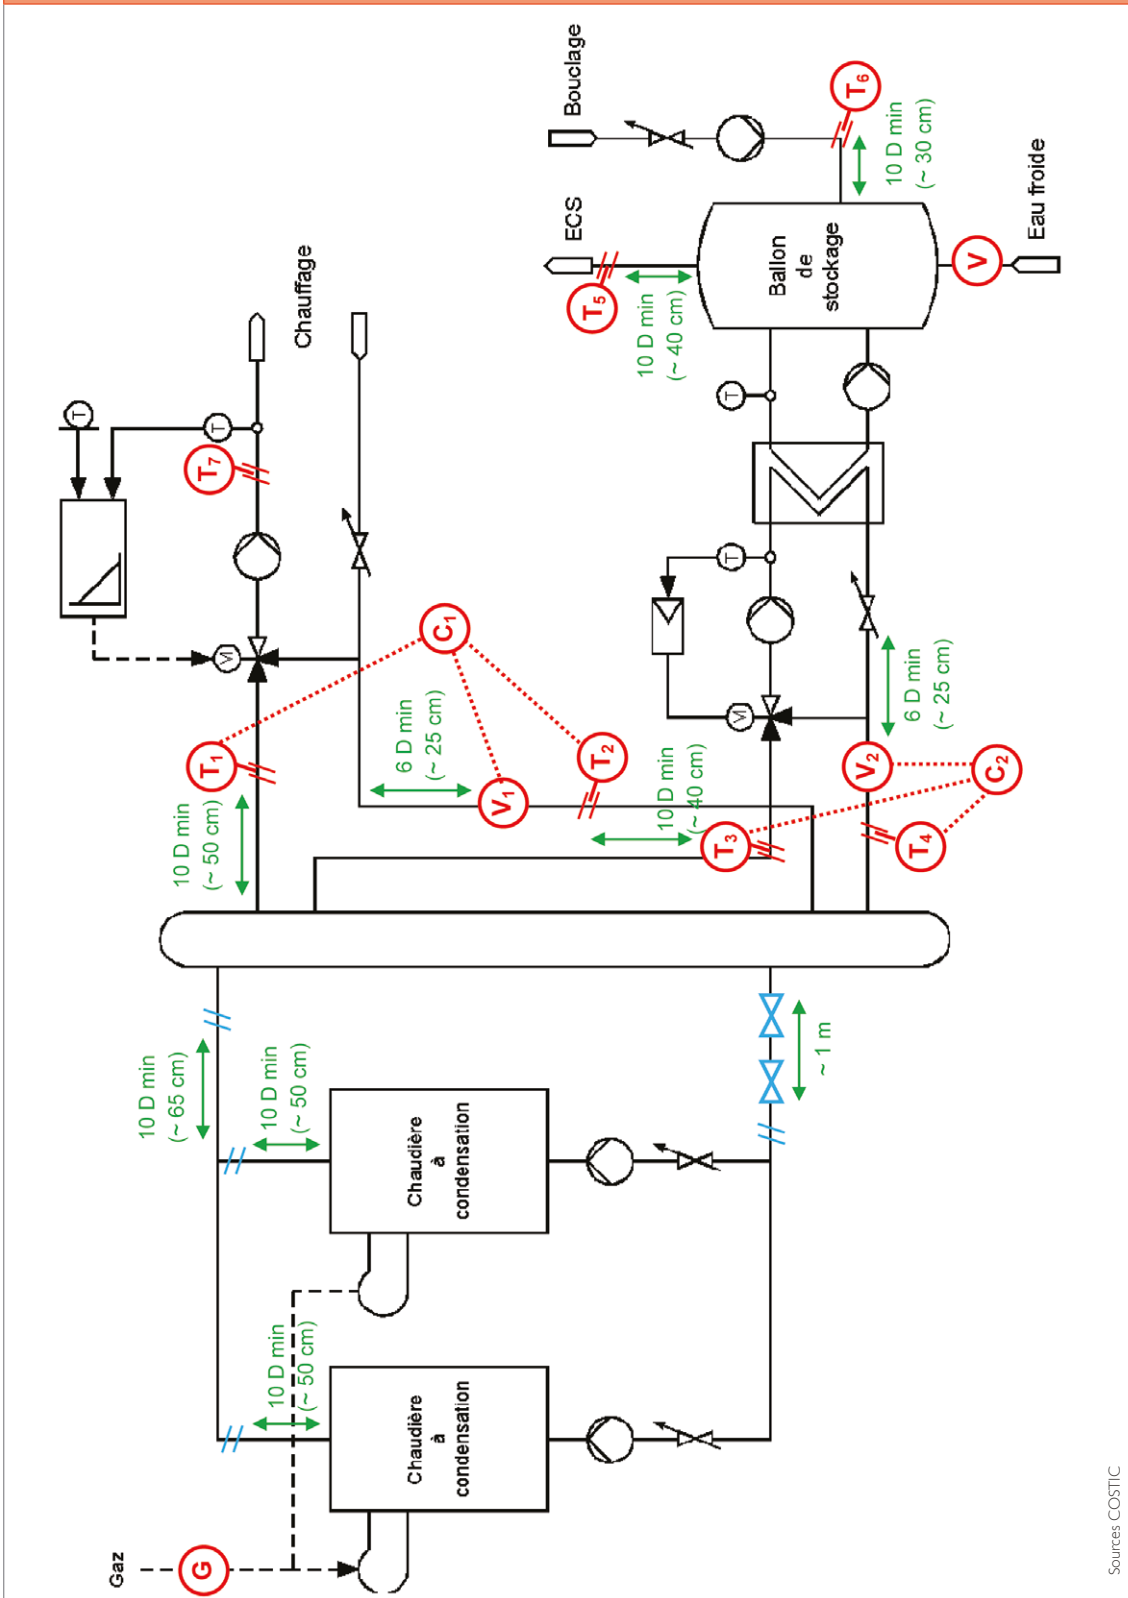 Gaz
G
Chaudière
à
condensation
10 D min
(~ 50 cm)
Chaudière
à
condensation
10 D min
(~ 50 cm)
10 D min
(~ 65 cm)
~ 1 m
10 D min
(~ 50 cm)
T1
T2
T3
T4
V1
V2
C1
C2
6 D min
(~ 25 cm)
10 D min
(~ 40 cm)
6 D min
(~ 25 cm)
M
M
T
T
T
T
T7
Chauffage
T5
10 D min
(~ 40 cm)
ECS
Ballon
de
stockage
Bouclage
T6
10 D min
(~ 30 cm)
V
Eau froide
Sources COSTIC